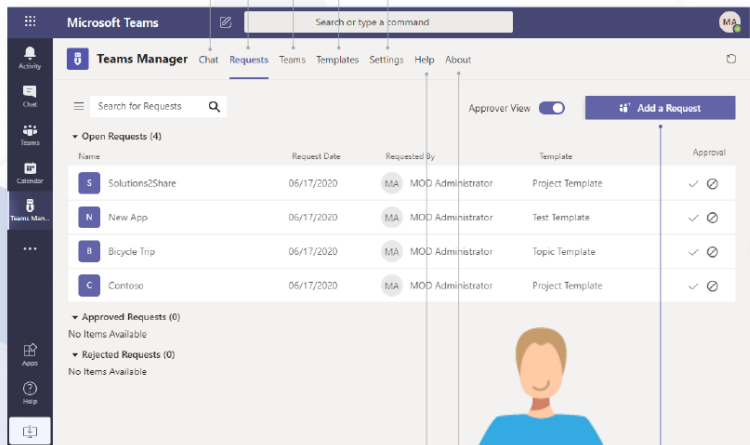 Microsoft Teams Search or type a command MA
Activity
Chat
Teams
Calendar
Teams Man...
Apps
Help
Teams Manager Chat Requests Teams Templates Settings Help About
Search for Requests Approver View Add a Request
Open Requests (4)
Name Request Date Requested By Template Approval
S Solutions2Share 06/17/2020 MA MOD Administrator Project Template
N New App 06/17/2020 MA MOD Administrator Test Template
B Bicycle Trip 06/17/2020 MA MOD Administrator Topic Template
C Contoso 06/17/2020 MA MOD Administrator Project Template
Approved Requests (0)
No Items Available
Rejected Requests (0)
No Items Available